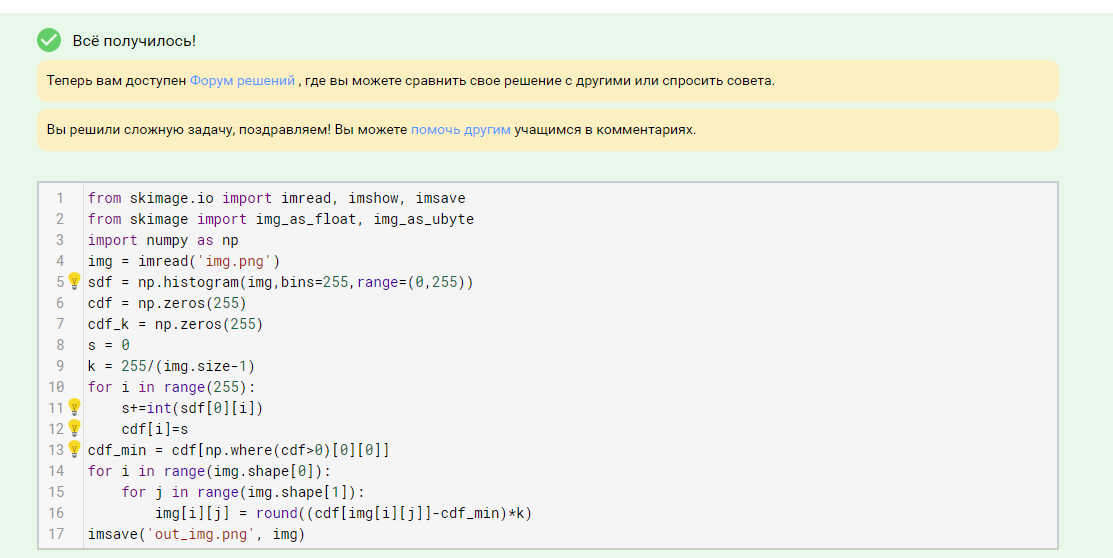 Всё получилось!
Теперь вам доступен Форум решений , где вы можете сравнить свое решение с другими или спросить совета.
Вы решили сложную задачу, поздравляем! Вы можете помочь другим учащимся в комментариях.
1 from skimage.io import imread, imshow, imsave
2 from skimage import img_as_float, img_as_ubyte
3 import numpy as np
4 img = imread('img.png')
5 sdf = np.histogram(img,bins=255,range=(0,255))
6 cdf = np.zeros(255)
7 cdf_k = np.zeros(255)
8 s = 0
9 k = 255/(img.size-1)
10 for i in range(255):
11     s+=int(sdf[0][i])
12     cdf[i]=s
13 cdf_min = cdf[np.where(cdf>0)[0][0]]
14 for i in range(img.shape[0]):
15     for j in range(img.shape[1]):
16         img[i][j] = round((cdf[img[i][j]]-cdf_min)*k)
17 imsave('out_img.png', img)